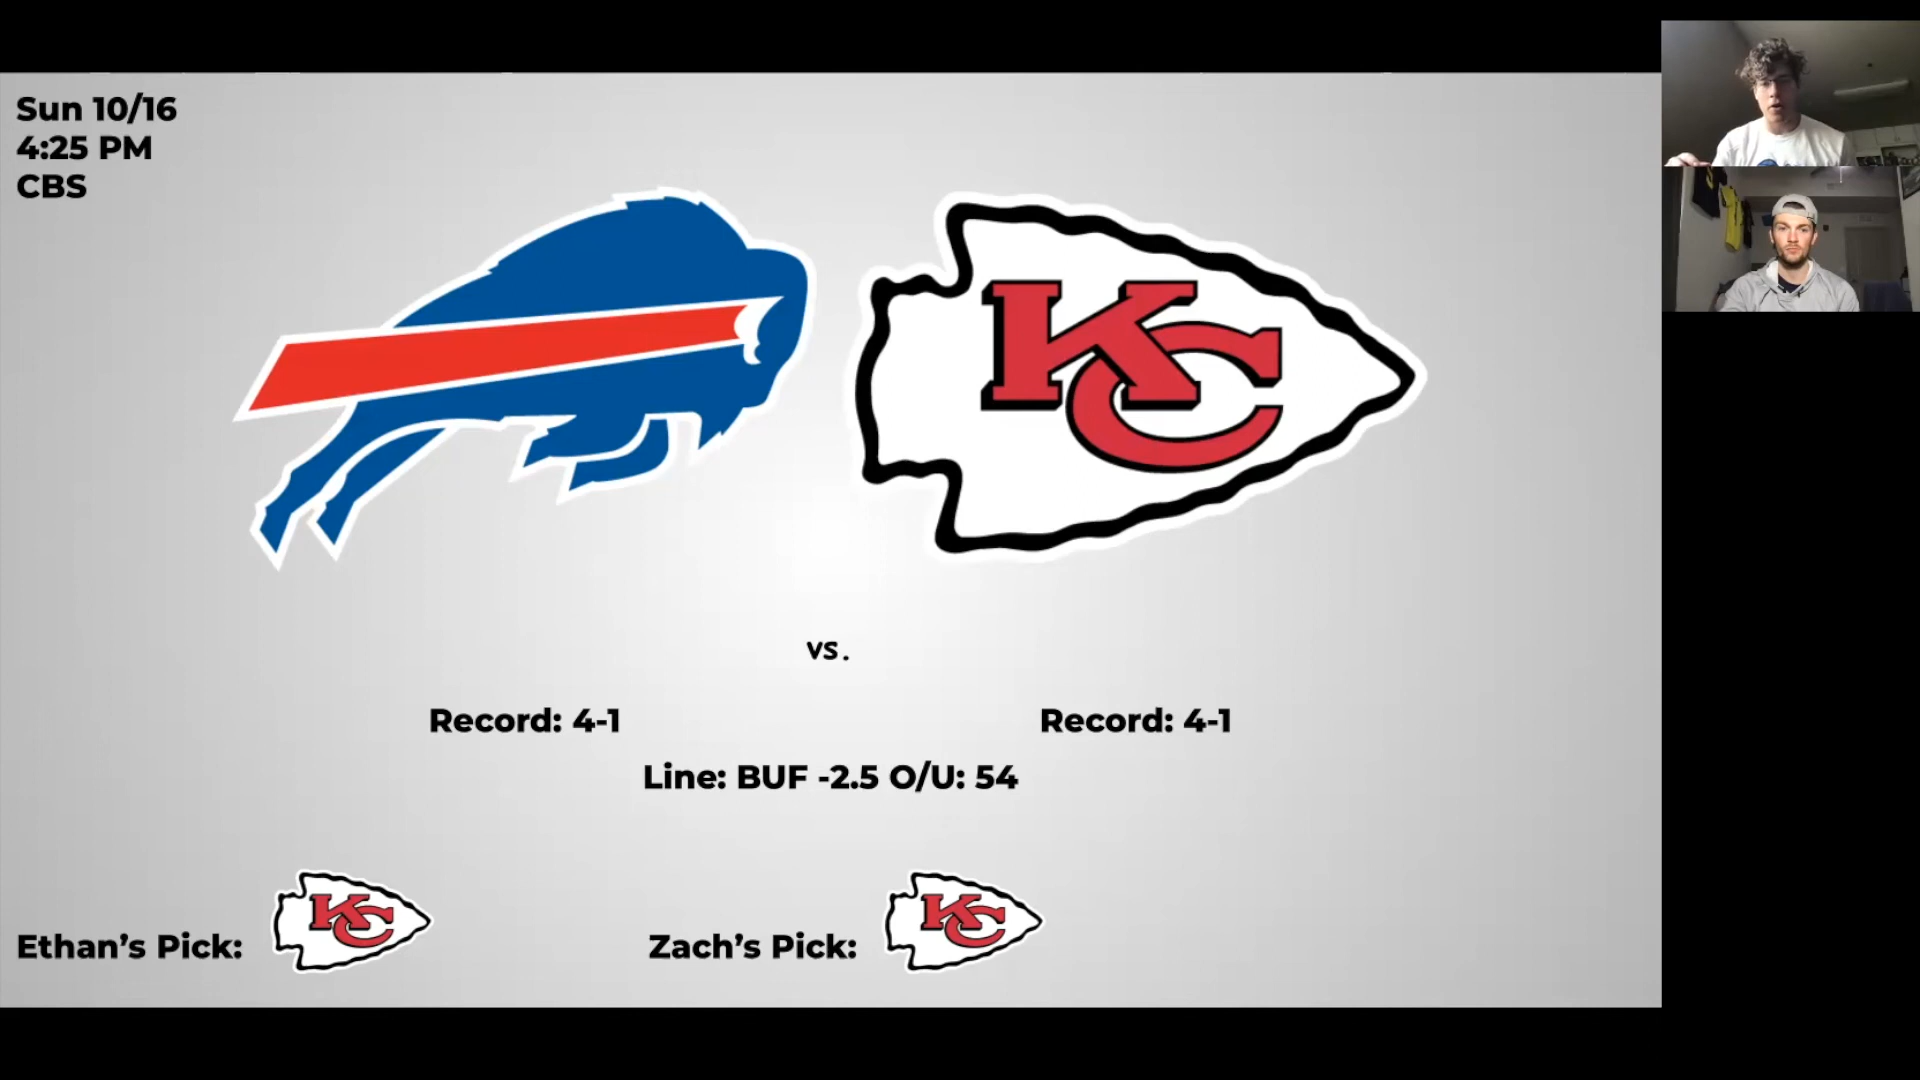 Sun 10/16
4:25 PM
CBS
KC
vs.
Record: 4-1
Record: 4-1
Line: BUF -2.5 O/U: 54
Ethan's Pick:
KC
Zach's Pick:
KC